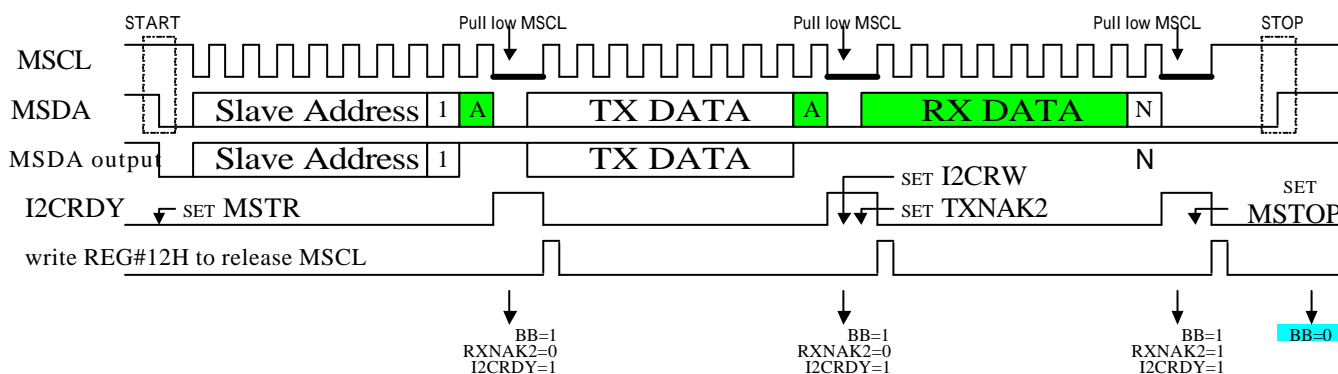 START Pull low MSCL Pull low MSCL Pull low MSCL STOP
MSCL
MSDA Slave Address 1 A TX DATA A RX DATA N
MSDA output Slave Address 1 TX DATA N
I2CRDY SET MSTR SET I2CRW SET
SET TXNAK2 MSTOP
write REG#12H to release MSCL
BB=1 BB=1 BB=1 BB=0
RXNAK2=0 RXNAK2=0 RXNAK2=1
I2CRDY=1 I2CRDY=1 I2CRDY=1